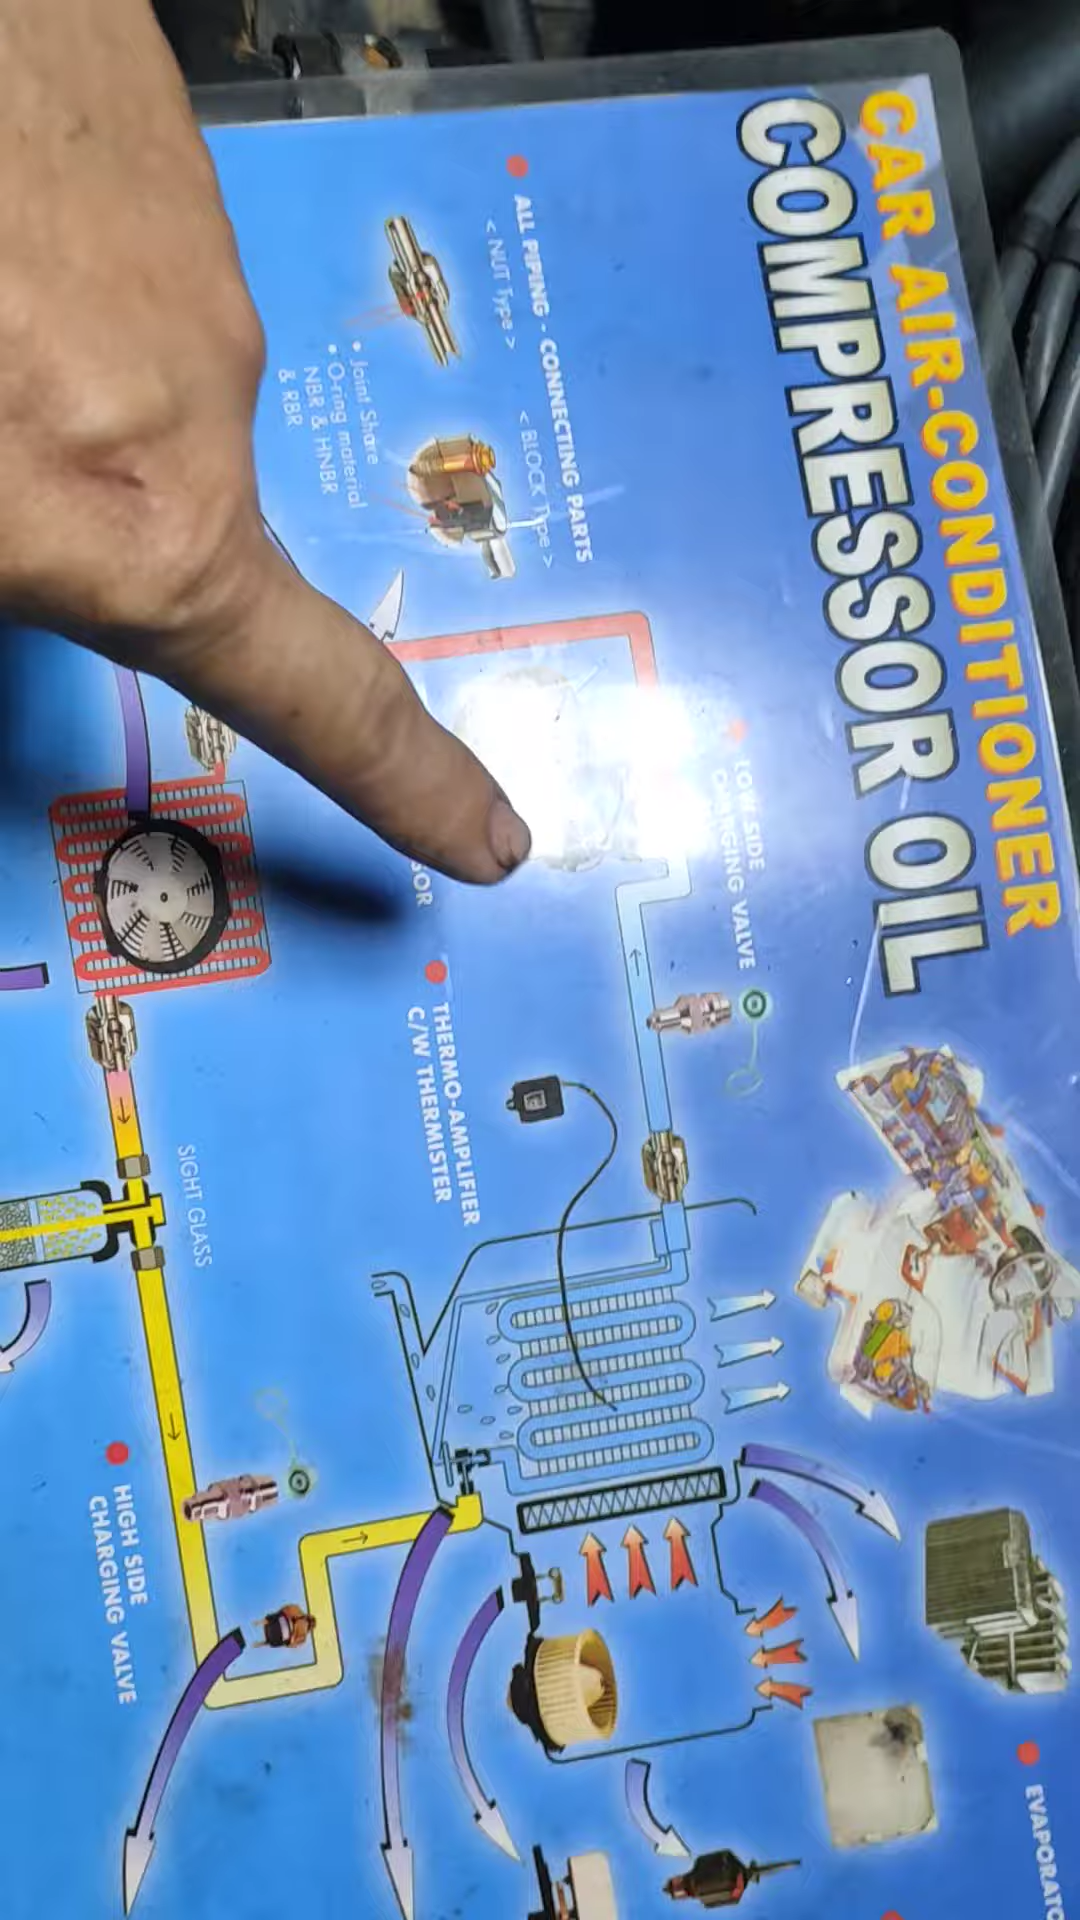 CAR AIR-CONDITIONER
COMPRESSOR OIL
ALL PIPING - CONNECTING PARTS
< NUT Type >
< BLOCK Type >
• Joint Share
• O-ring material
NBR & HNBR
& RBR
LOW SIDE
CHARGING VALVE
THERMO-AMPLIFIER
C/W THERMISTER
SIGHT GLASS
HIGH SIDE
CHARGING VALVE